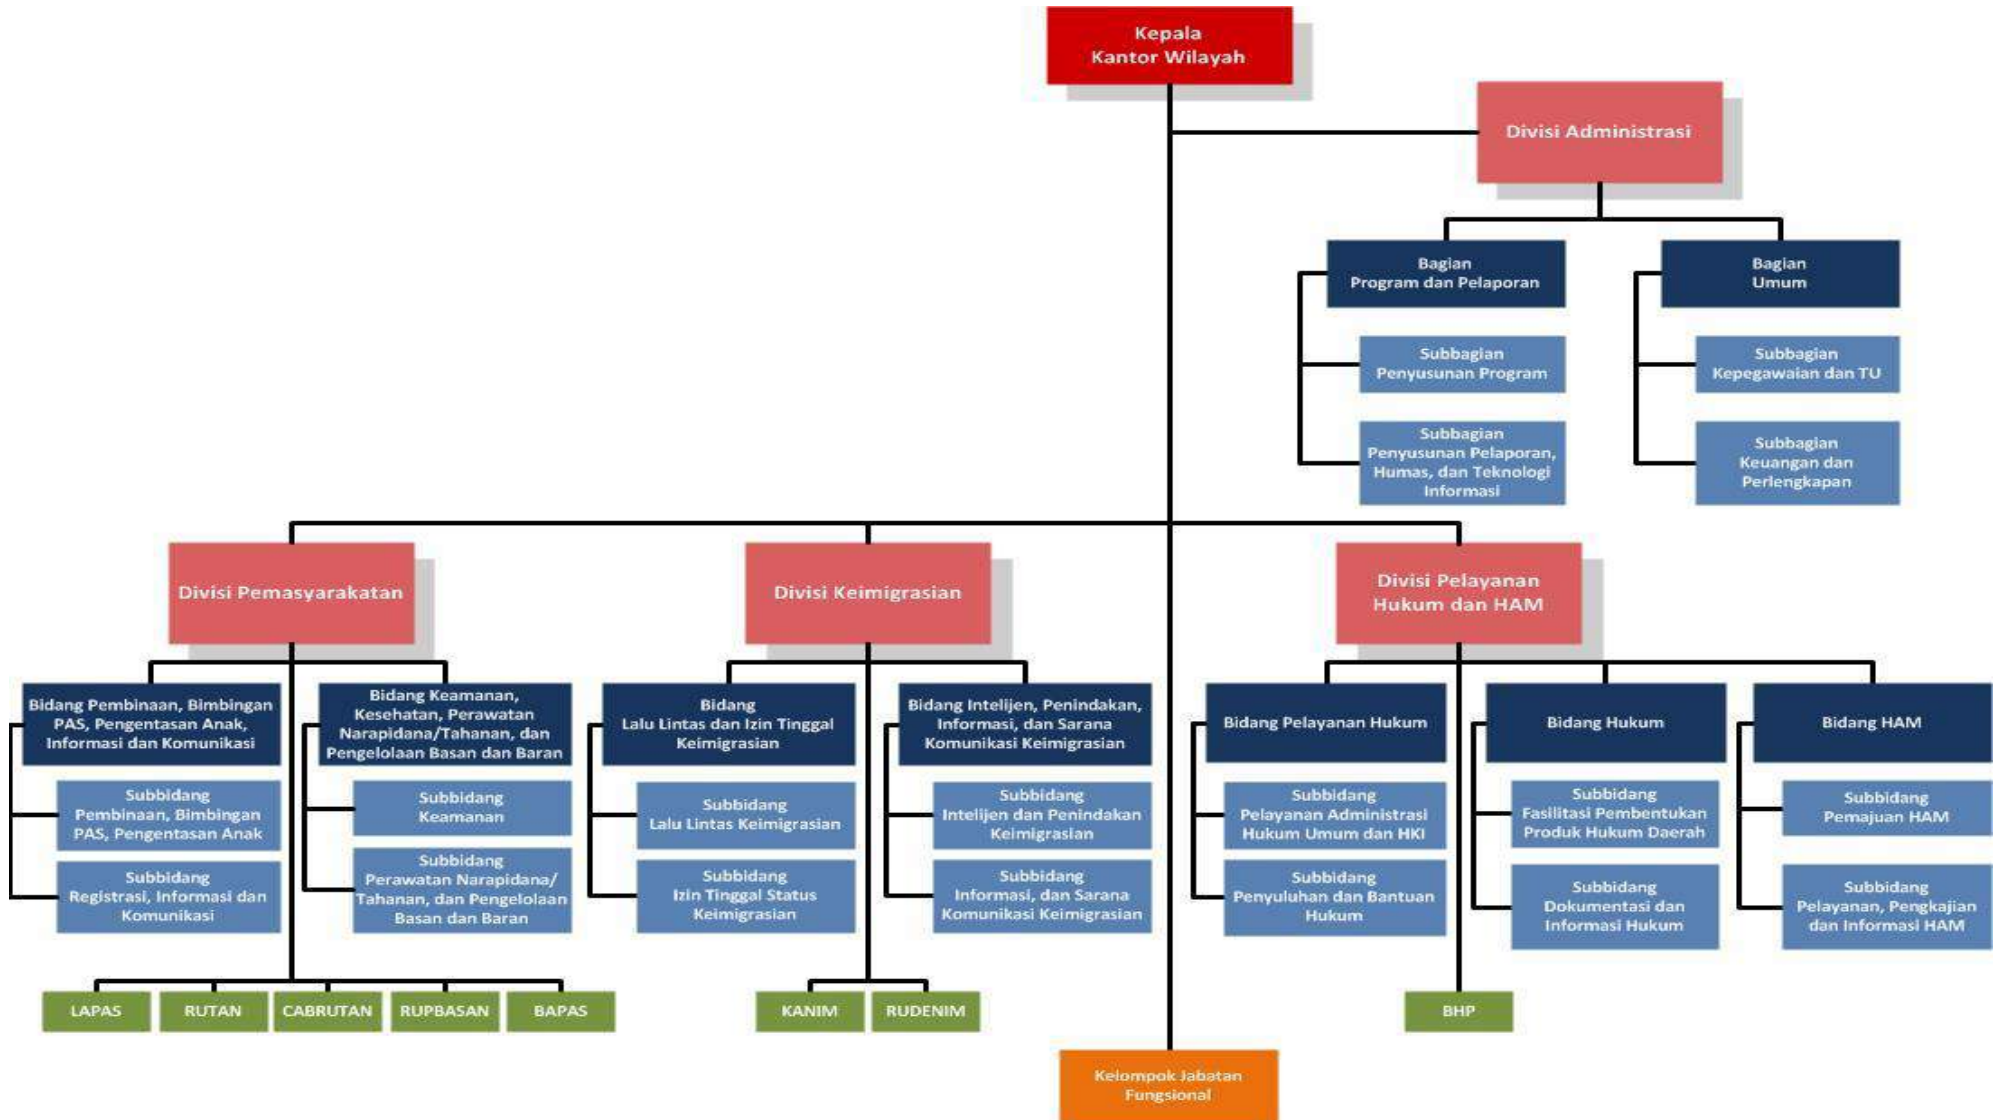 Kepala
Kantor Wilayah
Divisi Administrasi
Bagian
Program dan Pelaporan
Bagian
Umum
Subbagian
Penyusunan Program
Subbagian
Kepegawaian dan TU
Subbagian
Penyusunan Pelaporan,
Humas, dan Teknologi
Informasi
Subbagian
Keuangan dan
Perlengkapan
Divisi Pemasyarakatan
Divisi Keimigrasian
Divisi Pelayanan
Hukum dan HAM
Bidang Pembinaan, Bimbingan
PAS, Pengentasan Anak,
Informasi dan Komunikasi
Bidang Keamanan,
Kesehatan, Perawatan
Narapidana/Tahanan, dan
Pengelolaan Basan dan Baran
Bidang
Lalu Lintas dan Izin Tinggal
Keimigrasian
Bidang Intelijen, Penindakan,
Informasi, dan Sarana
Komunikasi Keimigrasian
Bidang Pelayanan Hukum
Bidang Hukum
Bidang HAM
Subbidang
Pembinaan, Bimbingan
PAS, Pengentasan Anak
Subbidang
Keamanan
Subbidang
Lalu Lintas Keimigrasian
Subbidang
Intelijen dan Penindakan
Keimigrasian
Subbidang
Pelayanan Administrasi
Hukum Umum dan HKI
Subbidang
Fasilitasi Pembentukan
Produk Hukum Daerah
Subbidang
Pemajuan HAM
Subbidang
Registrasi, Informasi dan
Komunikasi
Subbidang
Perawatan Narapidana/
Tahanan, dan Pengelolaan
Basan dan Baran
Subbidang
Izin Tinggal Status
Keimigrasian
Subbidang
Informasi, dan Sarana
Komunikasi Keimigrasian
Subbidang
Penyuluhan dan Bantuan
Hukum
Subbidang
Dokumentasi dan
Informasi Hukum
Subbidang
Pelayanan, Pengkajian
dan Informasi HAM
LAPAS
RUTAN
CABRUTAN
RUPBASAN
BAPAS
KANIM
RUDENIM
BHP
Kelompok Jabatan
Fungsional